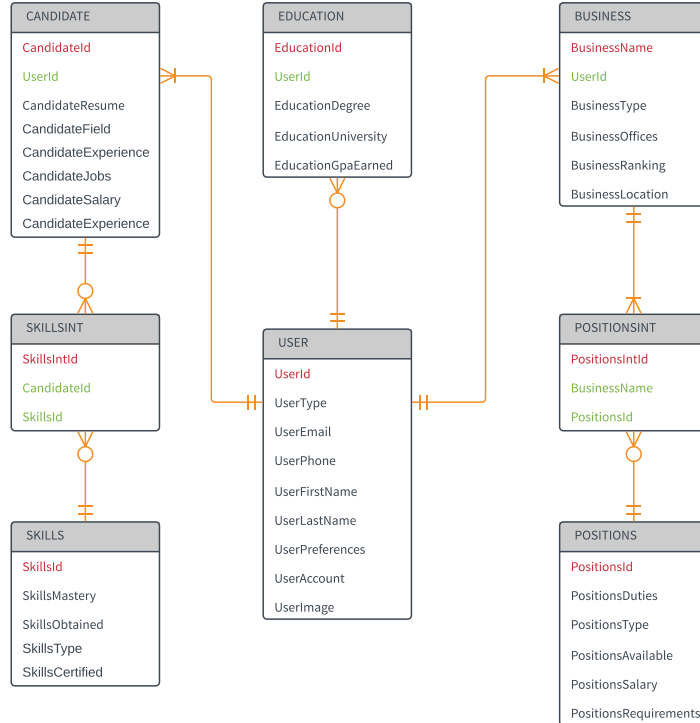 CANDIDATE
CandidateId
UserId
CandidateResume
CandidateField
CandidateExperience
CandidateJobs
CandidateSalary
CandidateExperience
EDUCATION
EducationId
UserId
EducationDegree
EducationUniversity
EducationGpaEarned
BUSINESS
BusinessName
UserId
BusinessType
BusinessOffices
BusinessRanking
BusinessLocation
SKILLSINT
SkillsIntId
CandidateId
SkillsId
USER
UserId
UserType
UserEmail
UserPhone
UserFirstName
UserLastName
UserPreferences
UserAccount
UserImage
POSITIONSINT
PositionsIntId
BusinessName
PositionsId
SKILLS
SkillsId
SkillsMastery
SkillsObtained
SkillsType
SkillsCertified
POSITIONS
PositionsId
PositionsDuties
PositionsType
PositionsAvailable
PositionsSalary
PositionsRequirements